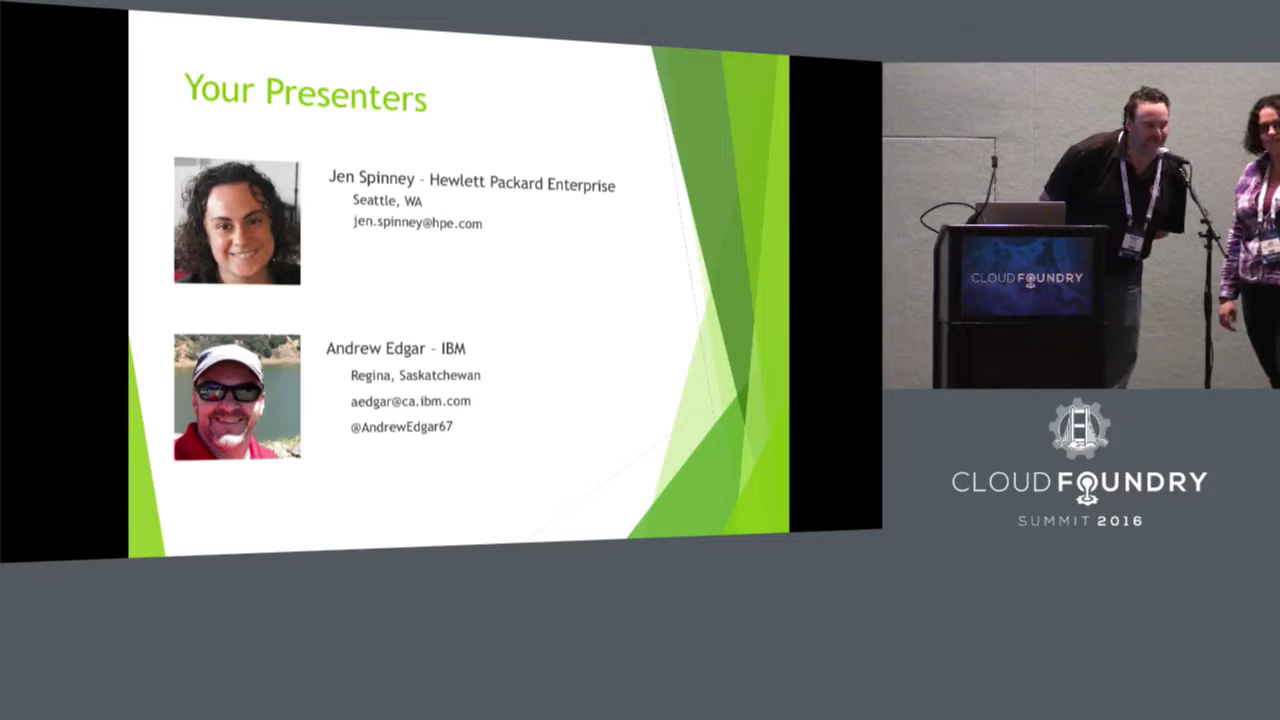 Your Presenters
Jen Spinney - Hewlett Packard Enterprise
Seattle, WA
jen.spinney@hpe.com
Andrew Edgar - IBM
Regina, Saskatchewan
aedgar@ca.ibm.com
@AndrewEdgar67
CLOUD FOUNDRY
CLOUD FOUNDRY
SUMMIT 2016